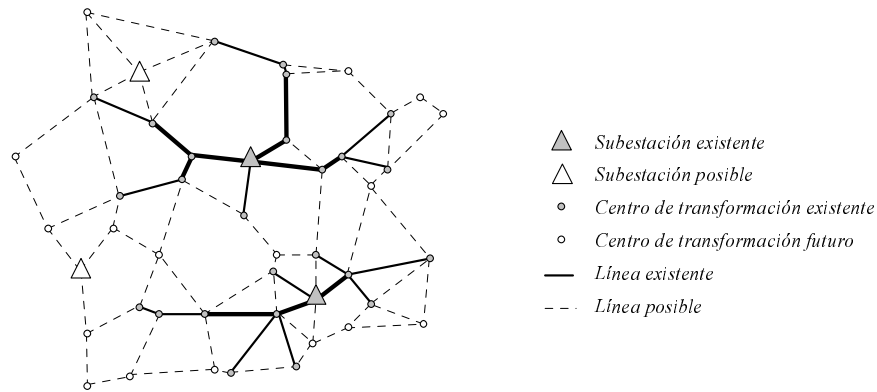 Subestación existente
Subestación posible
Centro de transformación existente
Centro de transformación futuro
Línea existente
Línea posible